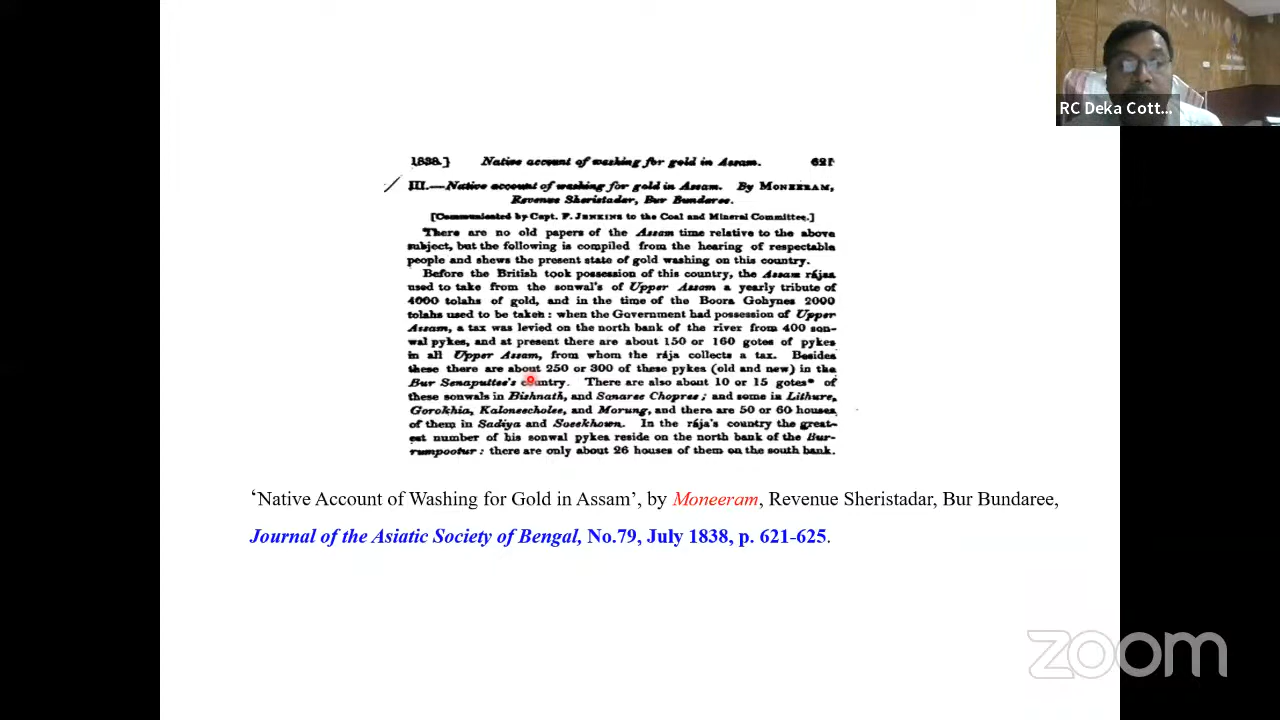 RC Deka Cott...
1838.] Native account of washing for gold in Assam. 621
III.—Native account of washing for gold in Assam. By MONEERAM,
Revenue Sheristadar, Bur Bundaree.
[Communicated by Capt. F. JENKINS to the Coal and Mineral Committee.]
There are no old papers of the Assam time relative to the above
subject, but the following is compiled from the hearing of respectable
people and shews the present state of gold washing on this country.
Before the British took possession of this country, the Assam rájas
used to take from the sonwal's of Upper Assam a yearly tribute of
4000 tolahs of gold, and in the time of the Boora Gohynes 2000
tolahs used to be taken: when the Government had possession of Upper
Assam, a tax was levied on the north bank of the river from 400 son-
wal pykes, and at present there are about 150 or 160 gotes of pykes
in all Upper Assam, from whom the rája collects a tax. Besides
these there are about 250 or 300 of these pykes (old and new) in the
Bur Senaputtee's country. There are also about 10 or 15 gotes* of
these sonwals in Bishnath, and Sanaree Chopree; and some in Lithure,
Gorokhia, Kaloneecholee, and Morung, and there are 50 or 60 houses
of them in Sadiya and Soeekhown. In the rája's country the great-
est number of his sonwal pykes reside on the north bank of the Bur-
rumpootur: there are only about 26 houses of them on the south bank.
‘Native Account of Washing for Gold in Assam’, by Moneeram, Revenue Sheristadar, Bur Bundaree,
Journal of the Asiatic Society of Bengal, No.79, July 1838, p. 621-625.
zoom